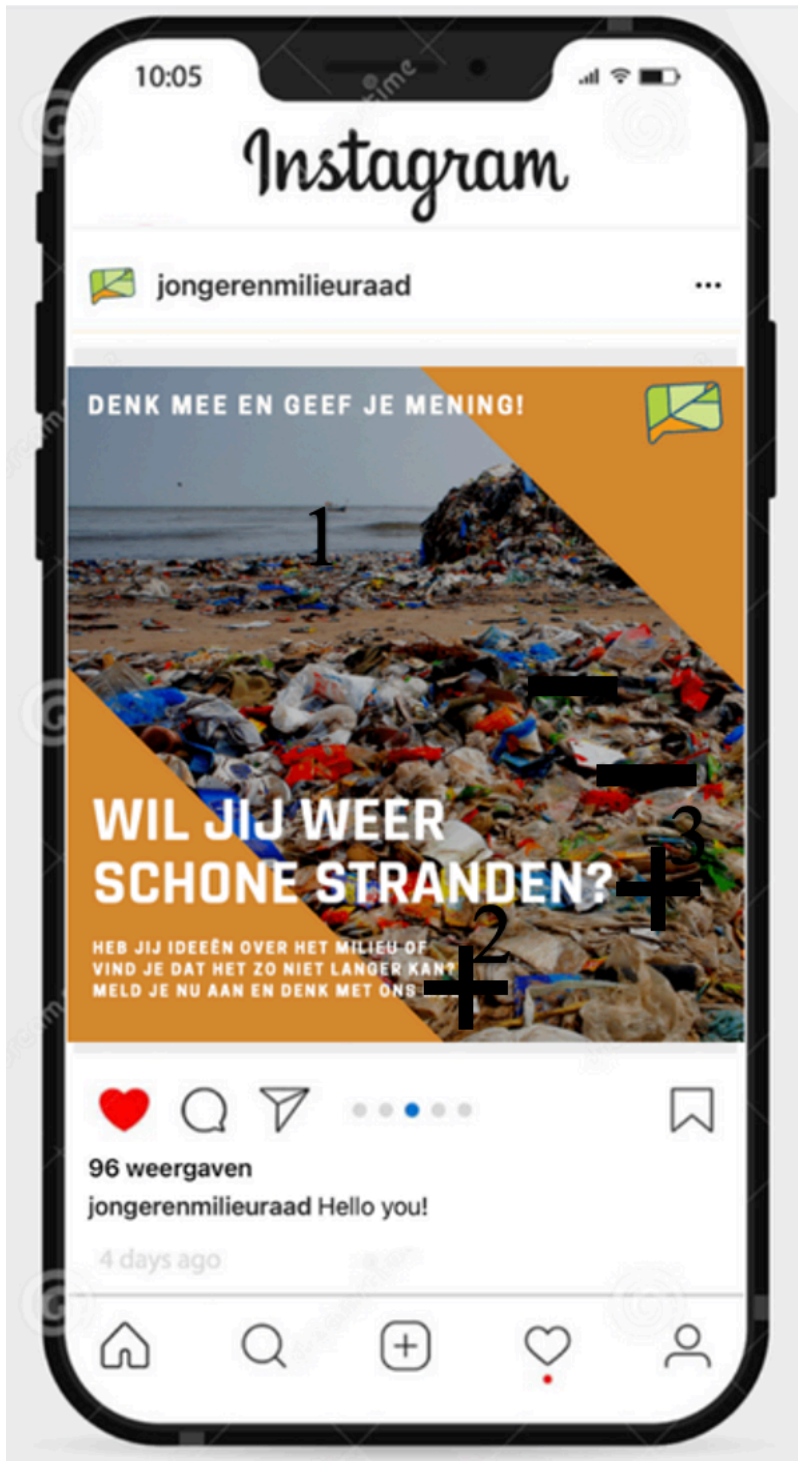 10:05
Instagram
jongerenmilieuraad
DENK MEE EN GEEF JE MENING!
1
WIL JIJ WEER
SCHONE STRANDEN?
3
+
2
+
HEB JIJ IDEEËN OVER HET MILIEU OF
VIND JE DAT HET ZO NIET LANGER KAN?
MELD JE NU AAN EN DENK MET ONS
96 weergaven
jongerenmilieuraad Hello you!
4 days ago